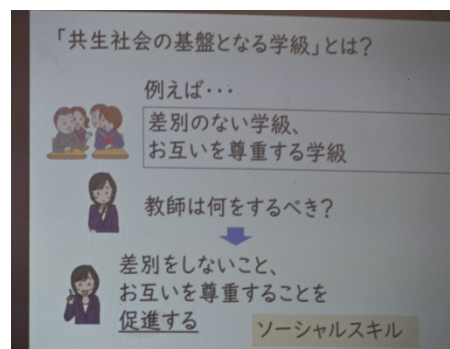 「共生社会の基盤となる学級」とは?
例えば・・・
差別のない学級、
お互いを尊重する学級
教師は何をするべき?
差別をしないこと、
お互いを尊重することを
促進する
ソーシャルスキル